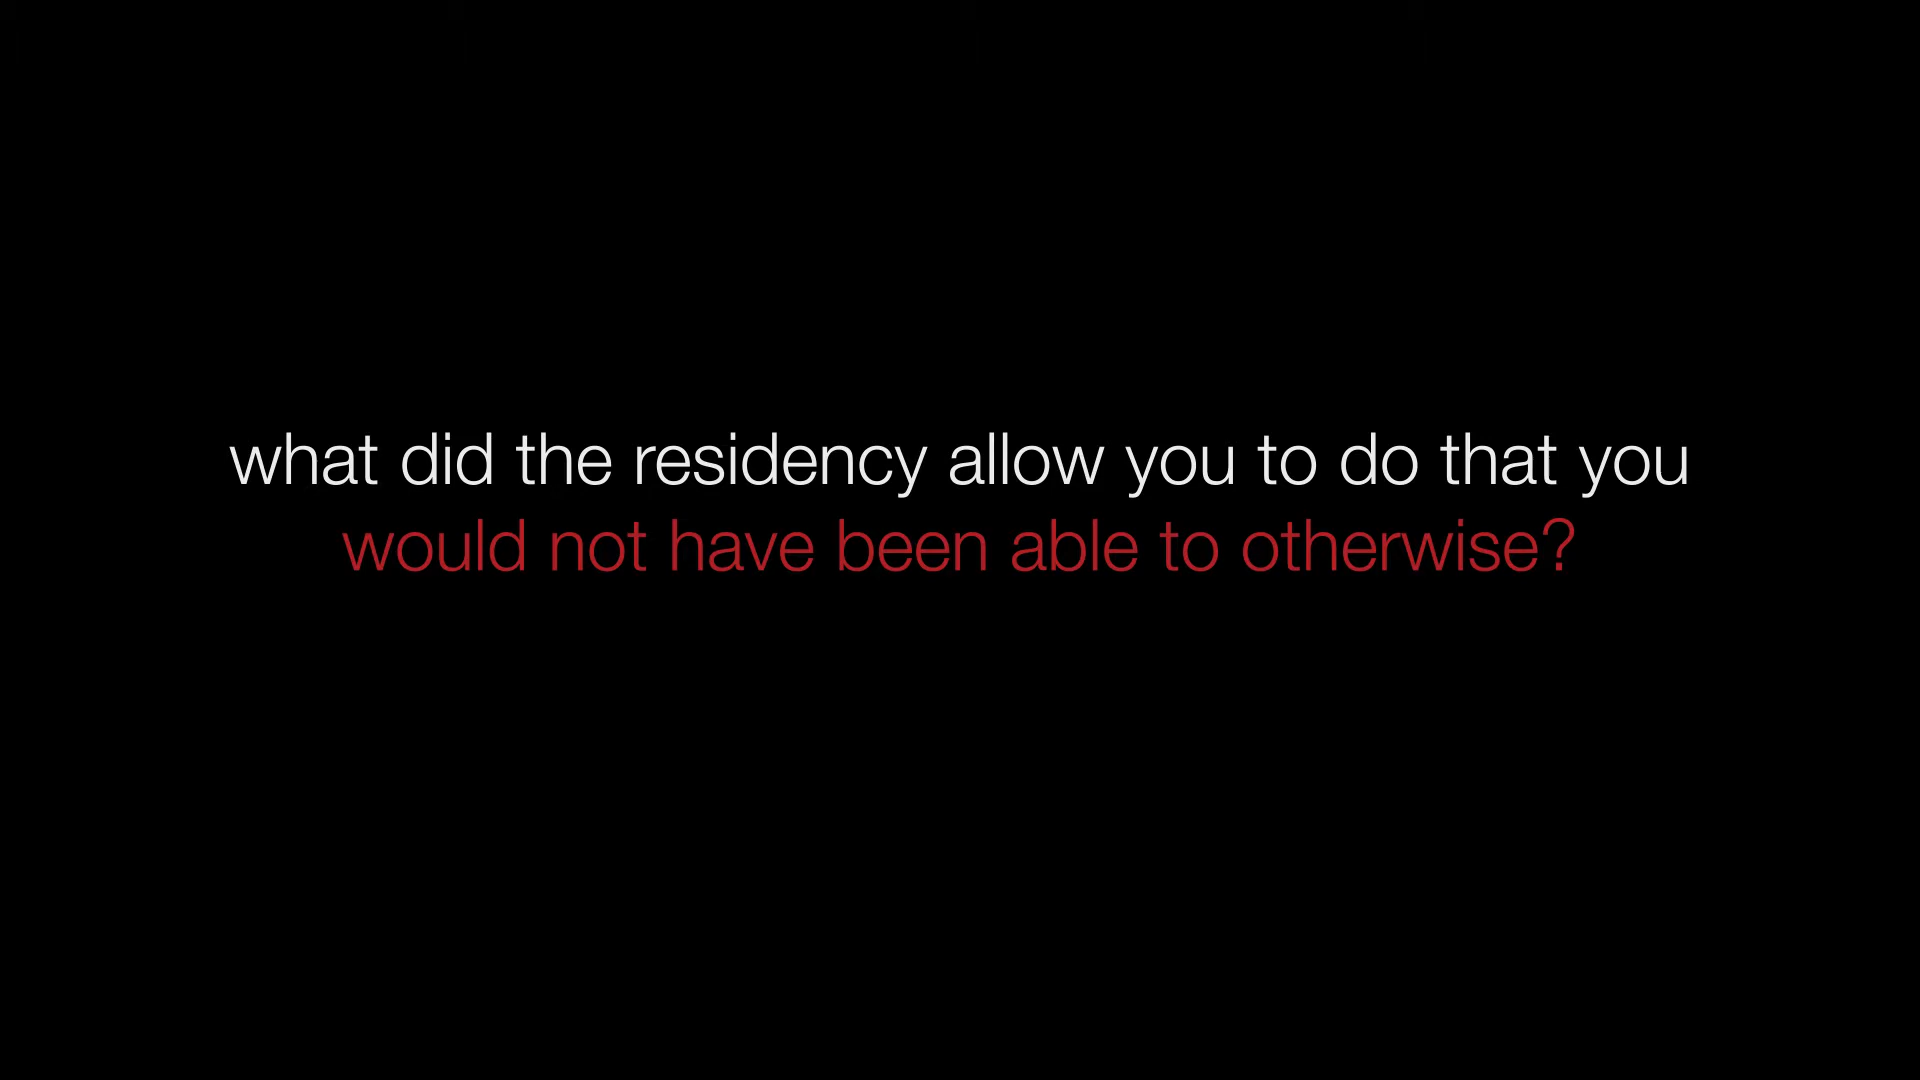 what did the residency allow you to do that you
would not have been able to otherwise?